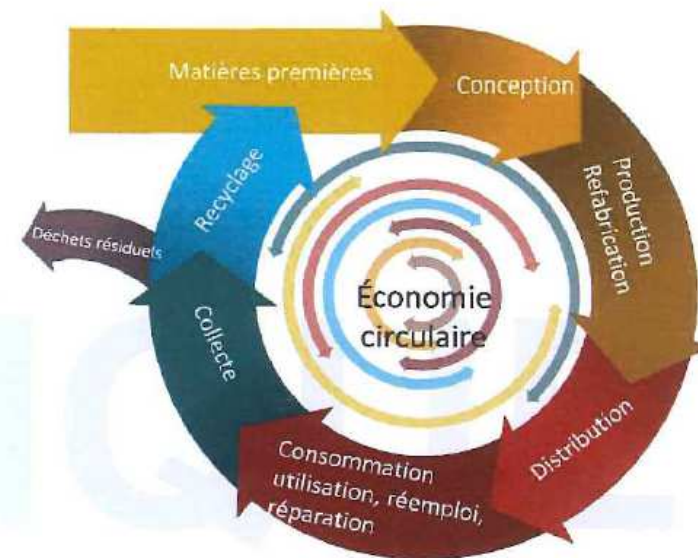 Matières premières
Conception
Production
Refabrication
Distribution
Consommation
utilisation, réemploi,
réparation
Collecte
Recyclage
Déchets résiduels
Économie
circulaire